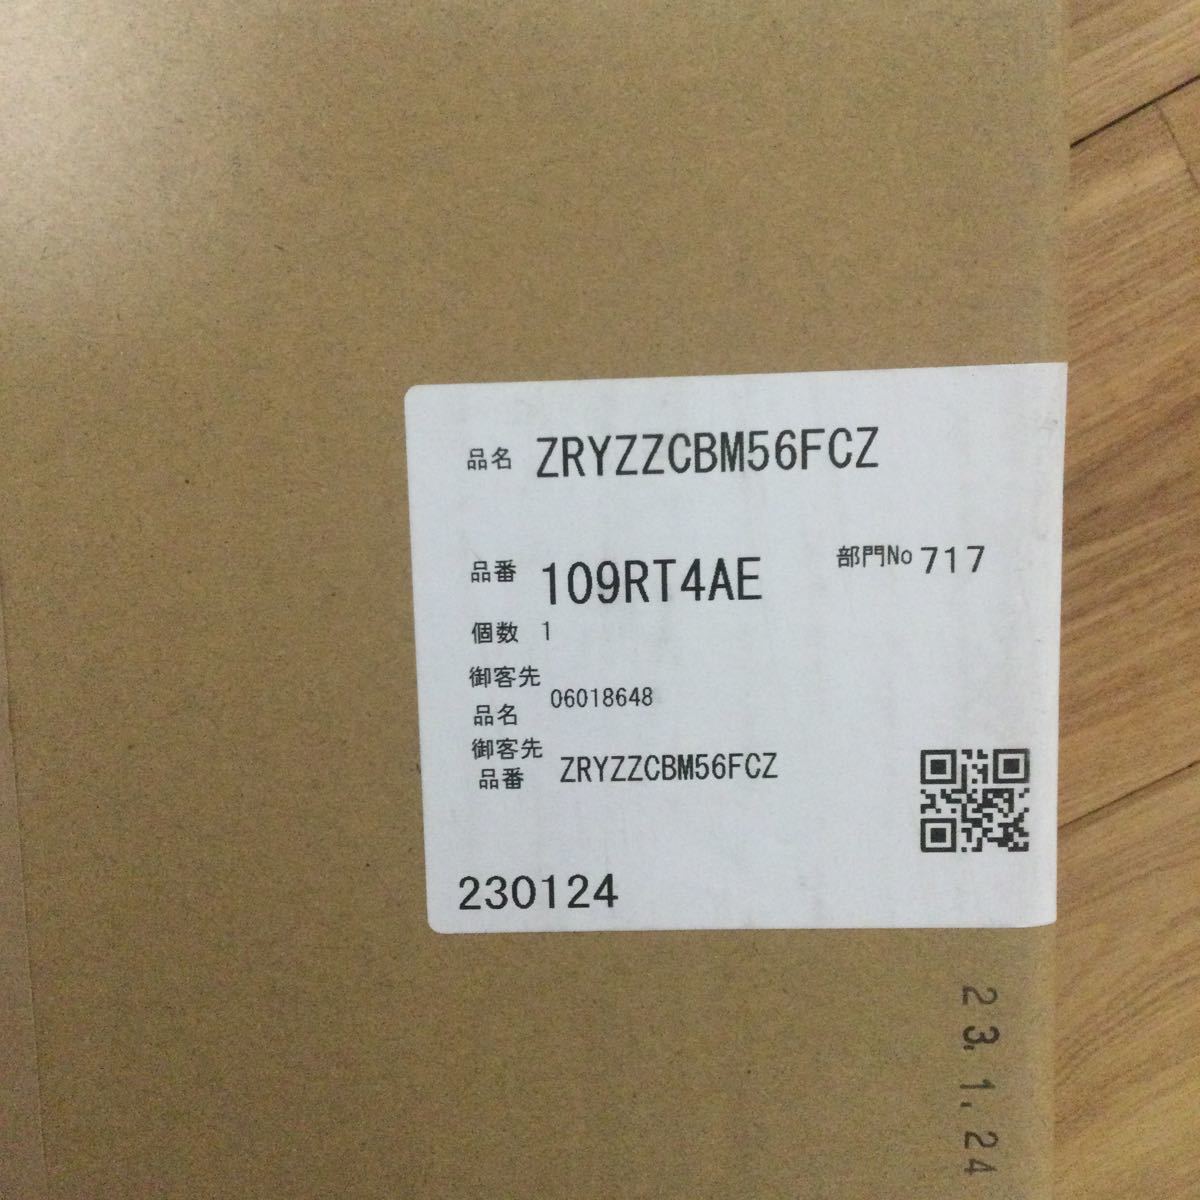 品名 ZRYZZCBM56FCZ
品番 109RT4AE 部門No 717
個数 1
御客先
品名 06018648
御客先
品番 ZRYZZCBM56FCZ
230124
23.1.24